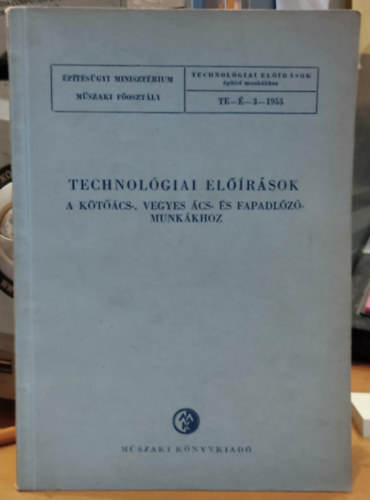 ÉPÍTÉSÜGYI MINISZTÉRIUM
MŰSZAKI FŐOSZTÁLY
TECHNOLÓGIAI ELŐÍRÁSOK
építési munkákhoz
TE—É—3—1955
TECHNOLÓGIAI ELŐÍRÁSOK
A KÖTŐÁCS-, VEGYES ÁCS- ÉS FAPADLÓZÓ-
MUNKÁKHOZ
MŰSZAKI KÖNYVKIADÓ